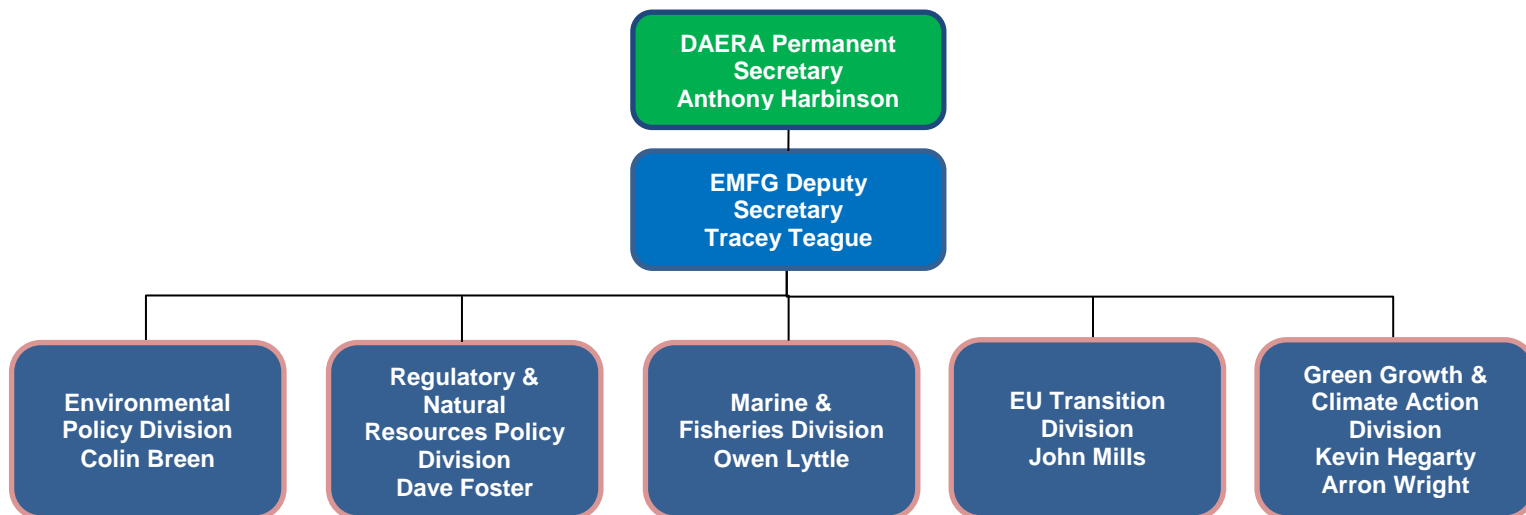 DAERA Permanent
Secretary
Anthony Harbinson
EMFG Deputy
Secretary
Tracey Teague
Environmental
Policy Division
Colin Breen
Regulatory &
Natural
Resources Policy
Division
Dave Foster
Marine &
Fisheries Division
Owen Lyttle
EU Transition
Division
John Mills
Green Growth &
Climate Action
Division
Kevin Hegarty
Arron Wright